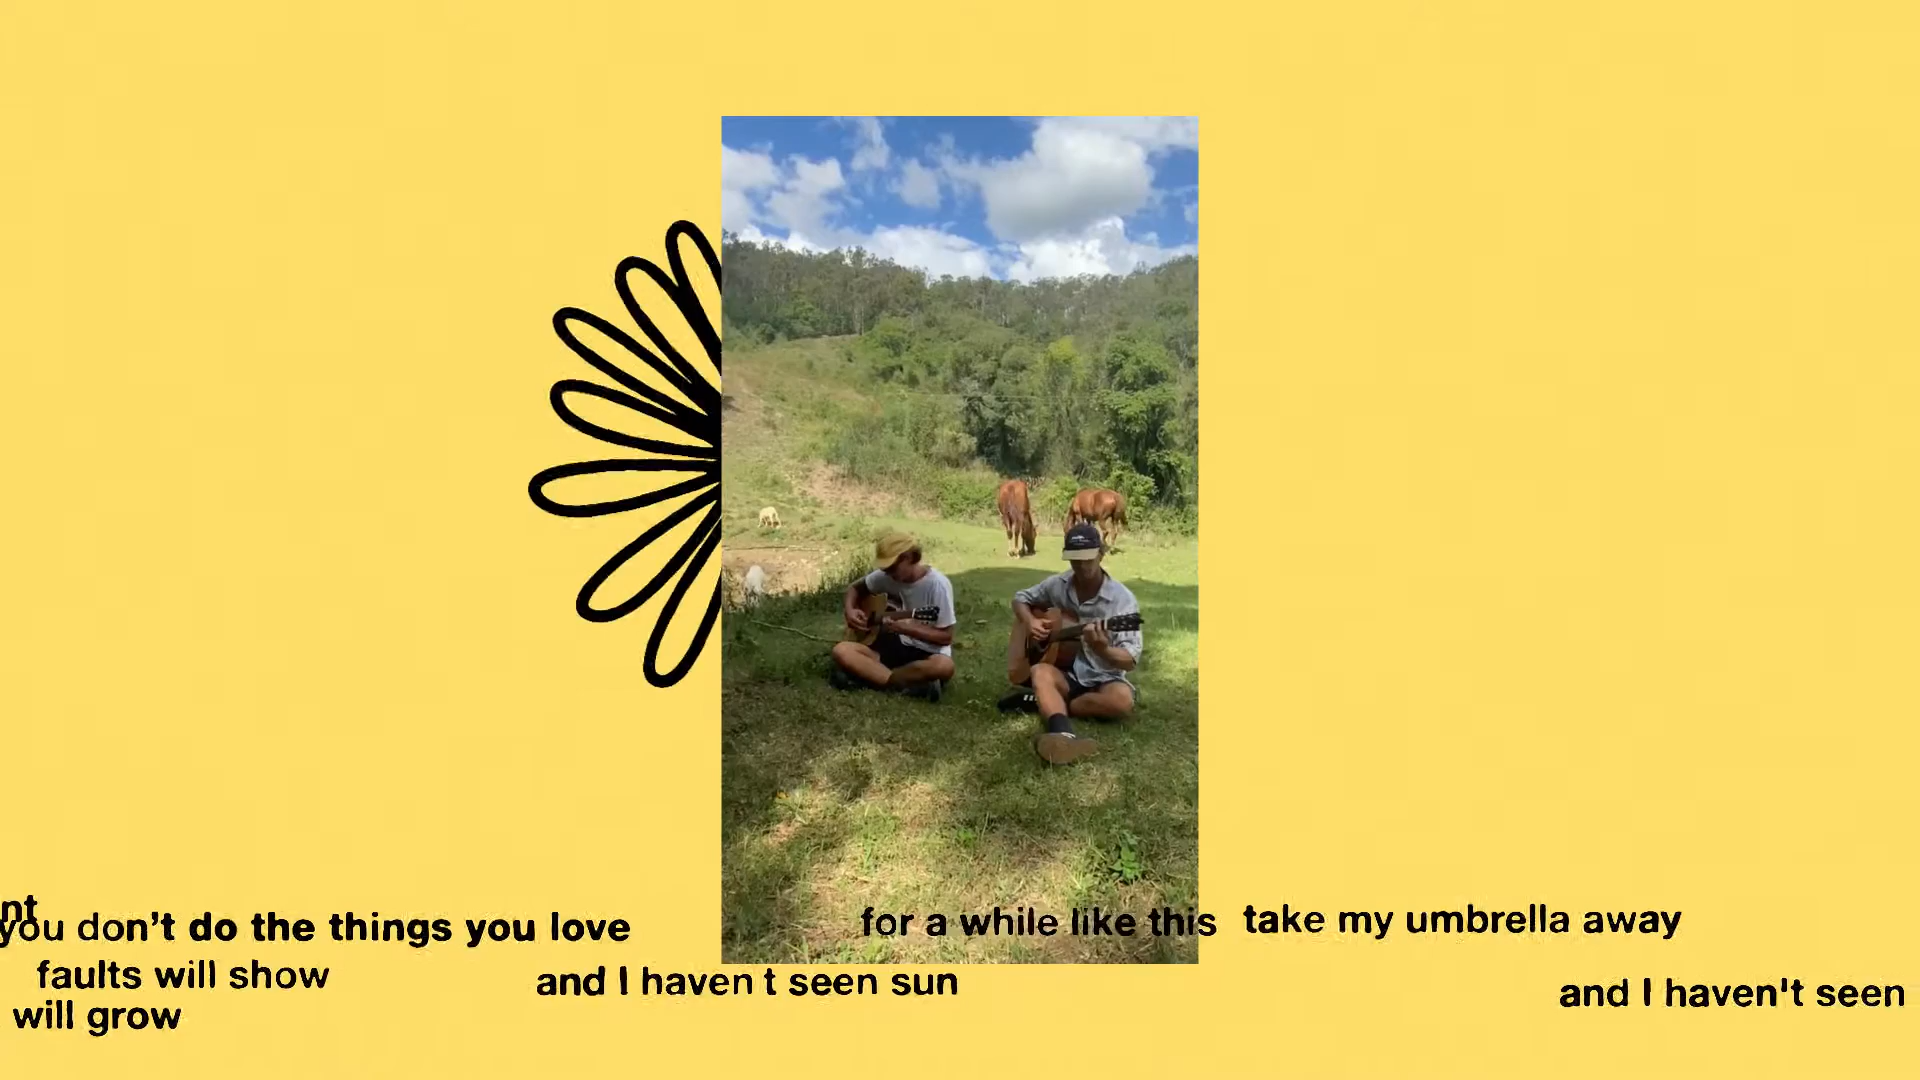 nt
you don't do the things you love
for a while like this
take my umbrella away
faults will show
and I haven t seen sun
and I haven't seen
will grow